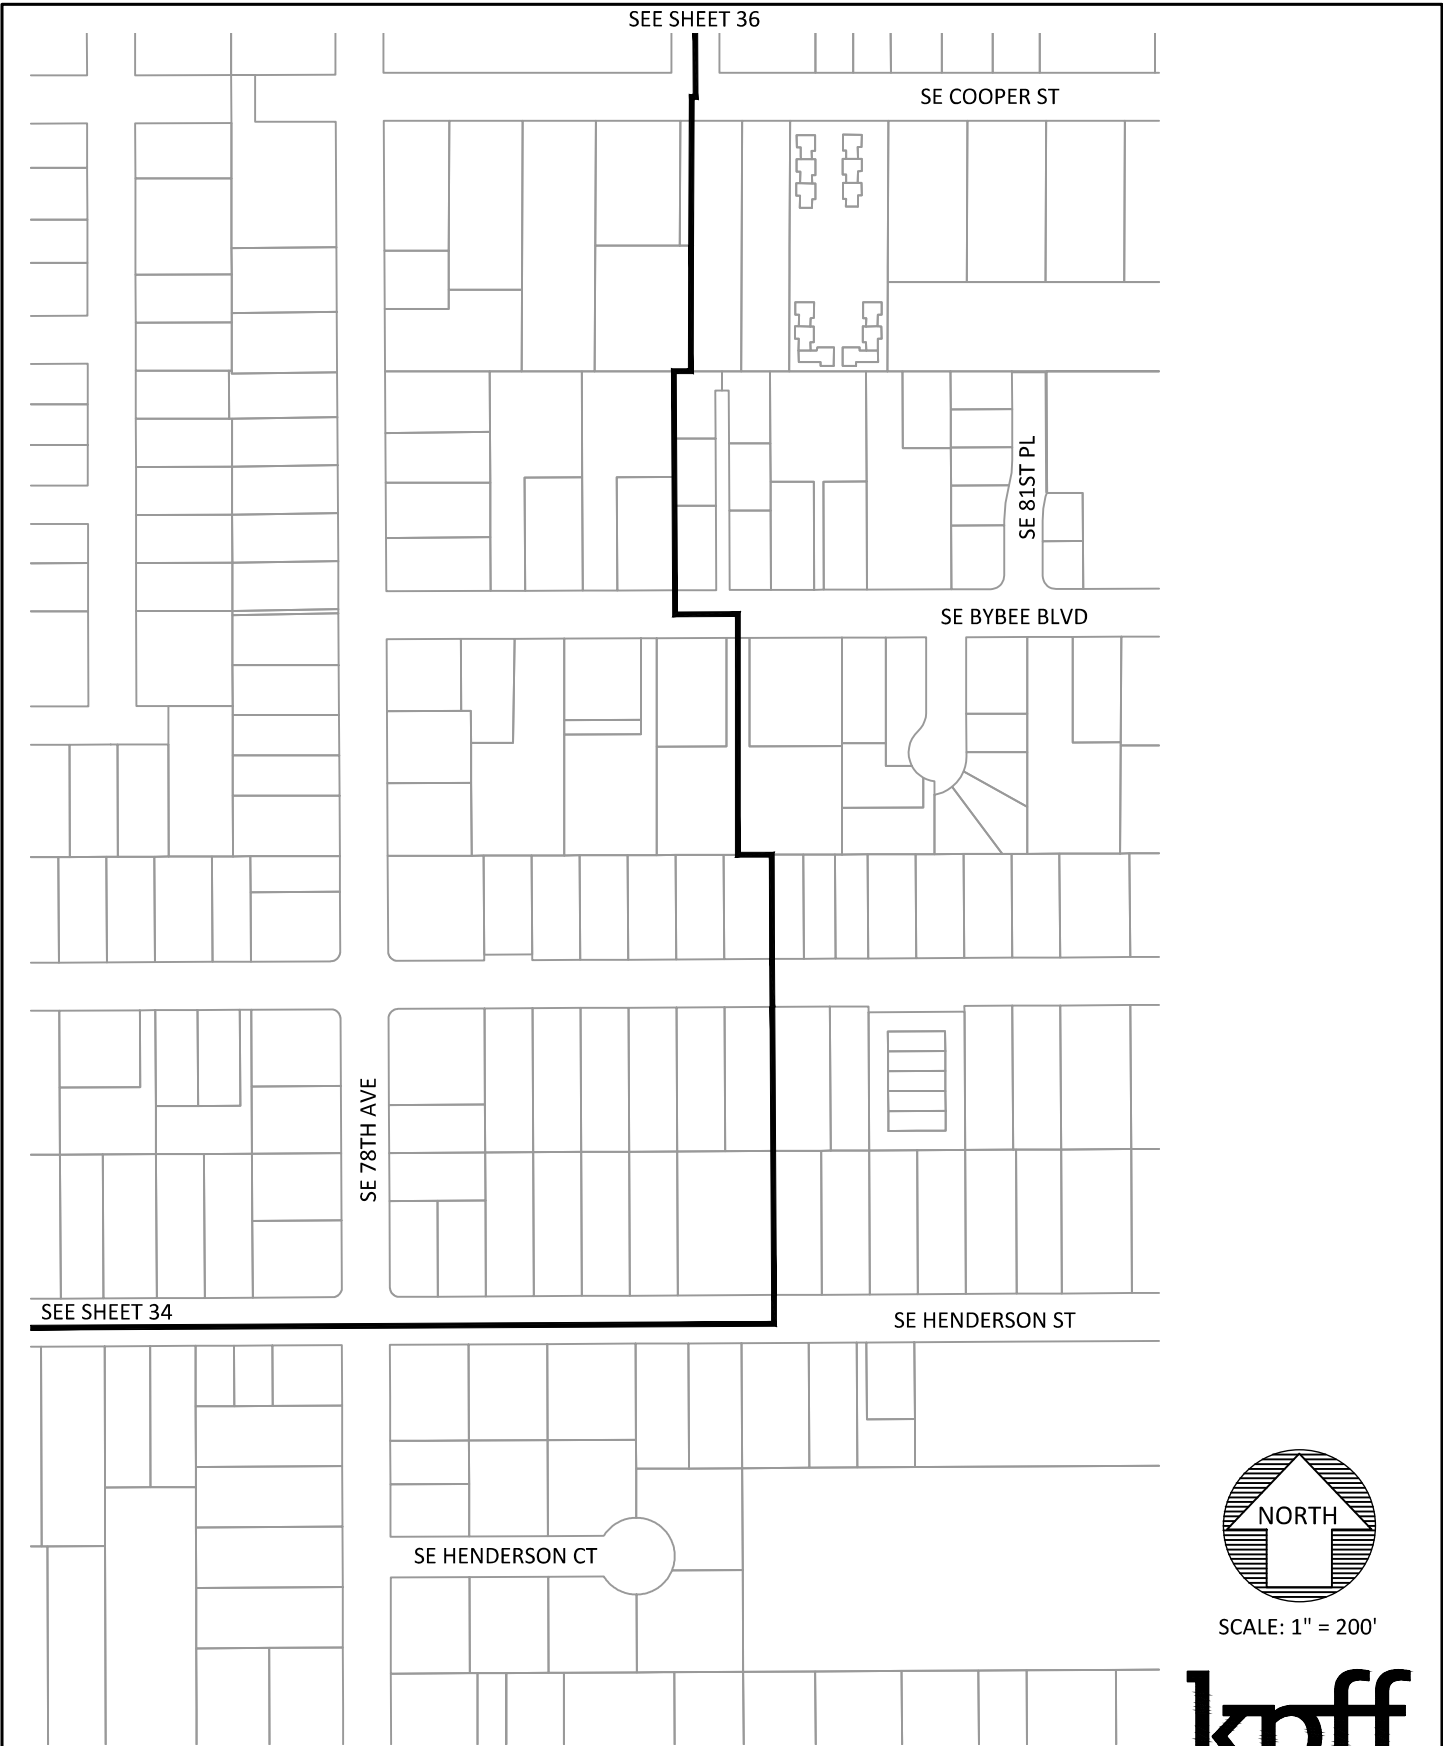 SEE SHEET 36
SE COOPER ST
SE 81ST PL
SE BYBEE BLVD
SE 78TH AVE
SEE SHEET 34
SE HENDERSON ST
NORTH
SE HENDERSON CT
SCALE: 1" = 200'
kpff